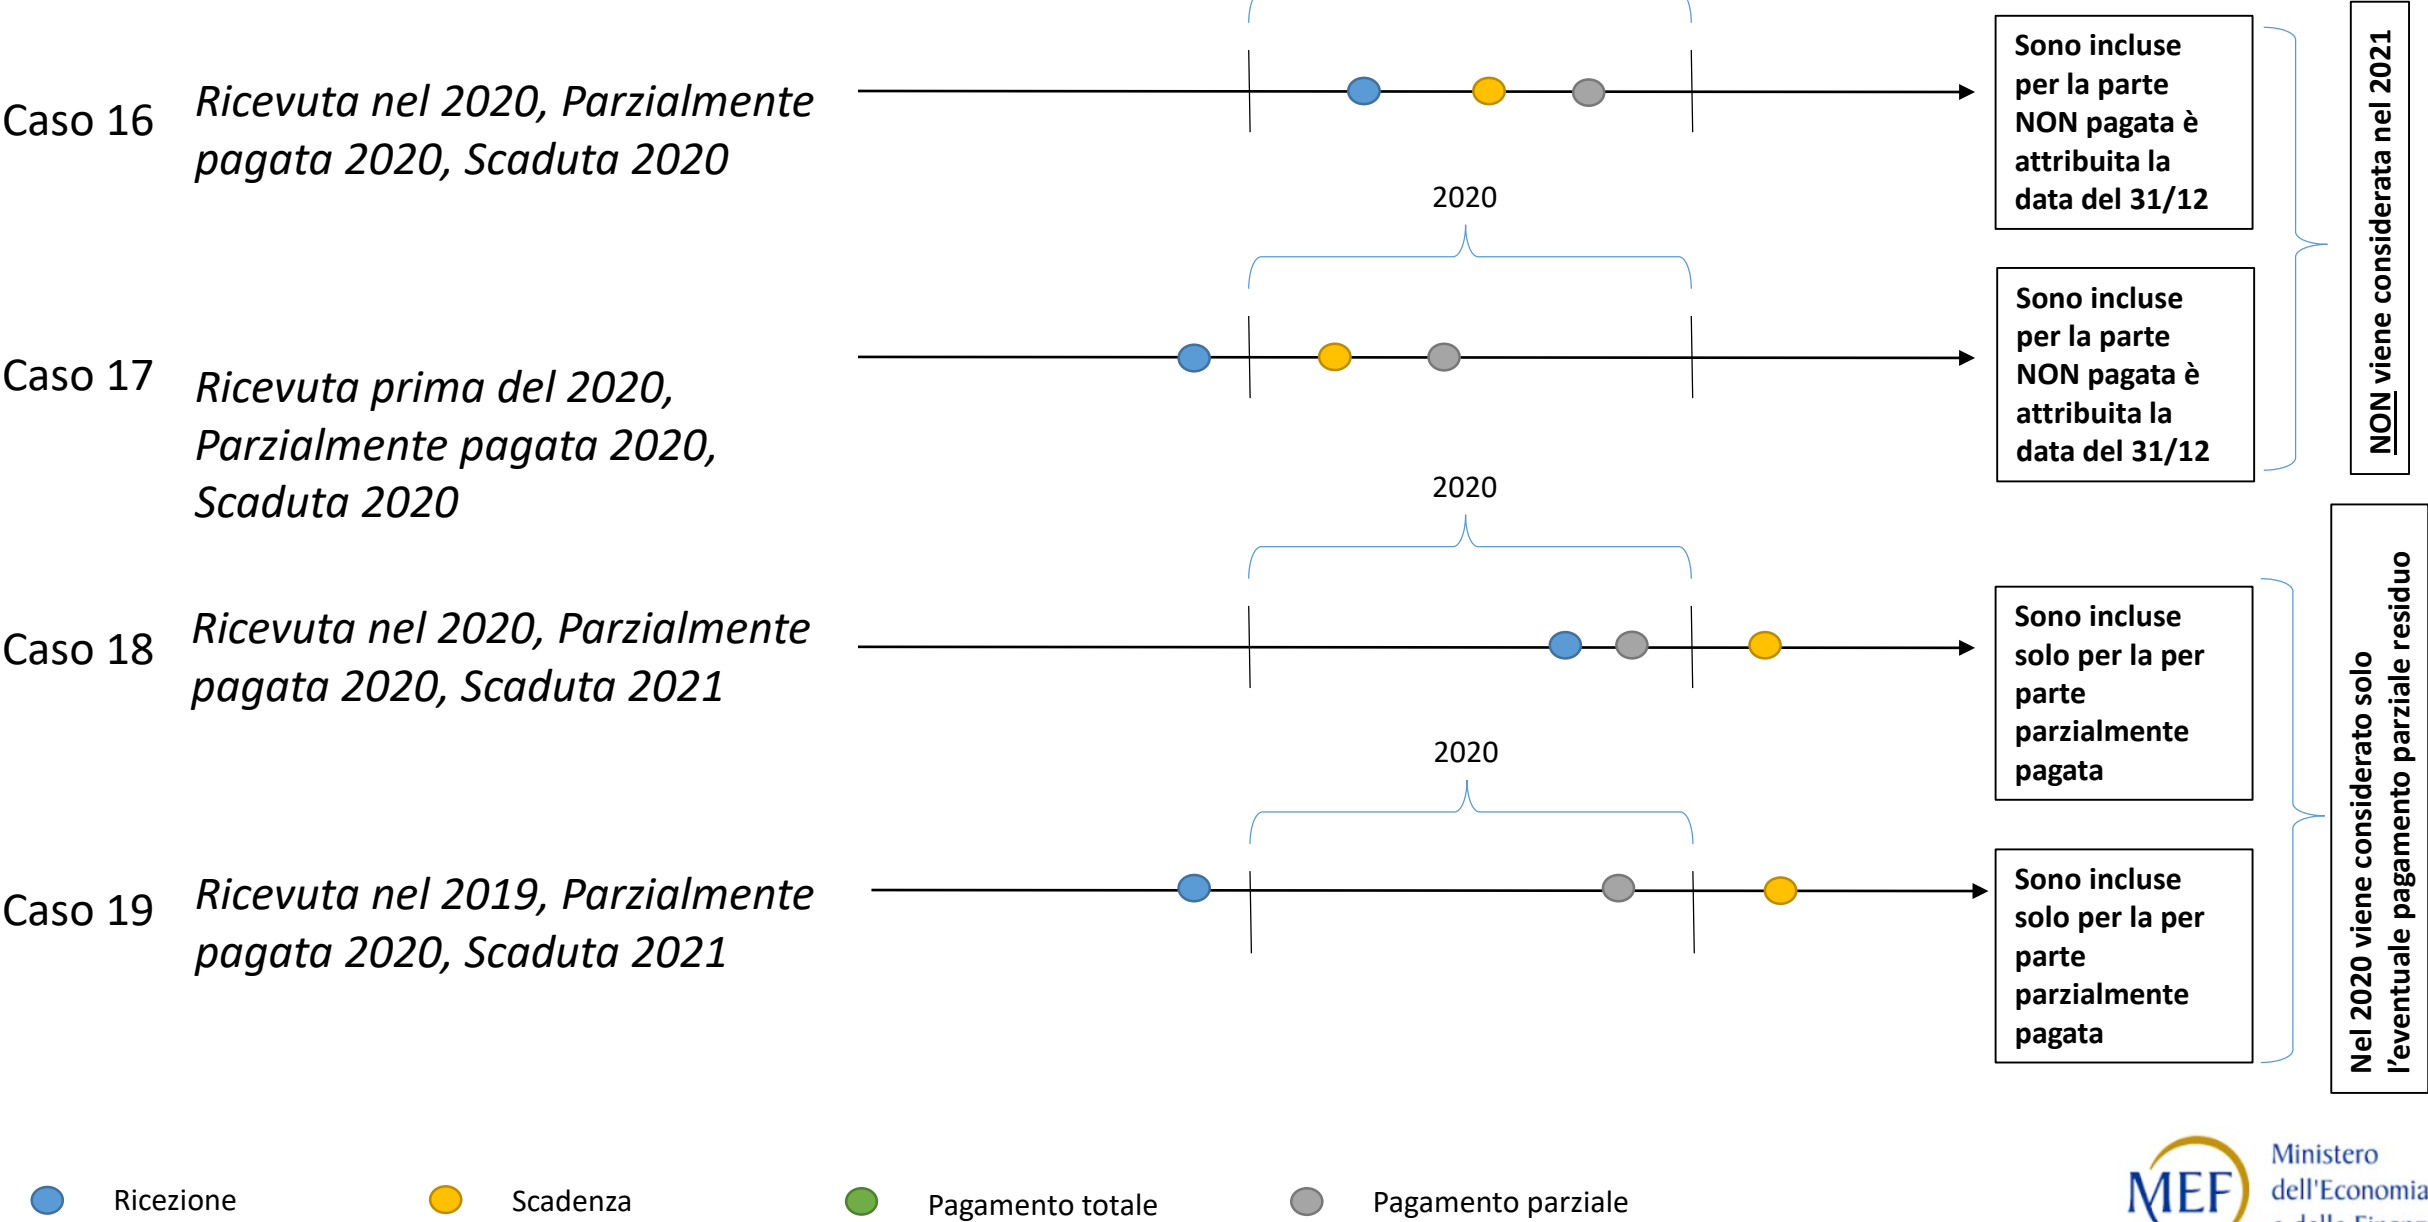 Caso 16
Ricevuta nel 2020, Parzialmente
pagata 2020, Scaduta 2020
Sono incluse
per la parte
NON pagata è
attribuita la
data del 31/12
NON viene considerata nel 2021
2020
Caso 17
Ricevuta prima del 2020,
Parzialmente pagata 2020,
Scaduta 2020
Sono incluse
per la parte
NON pagata è
attribuita la
data del 31/12
2020
Caso 18
Ricevuta nel 2020, Parzialmente
pagata 2020, Scaduta 2021
Sono incluse
solo per la per
parte
parzialmente
pagata
Nel 2020 viene considerato solo
l'eventuale pagamento parziale residuo
2020
Caso 19
Ricevuta nel 2019, Parzialmente
pagata 2020, Scaduta 2021
Sono incluse
solo per la per
parte
parzialmente
pagata
Ricezione
Scadenza
Pagamento totale
Pagamento parziale
MEF
Ministero
dell'Economia